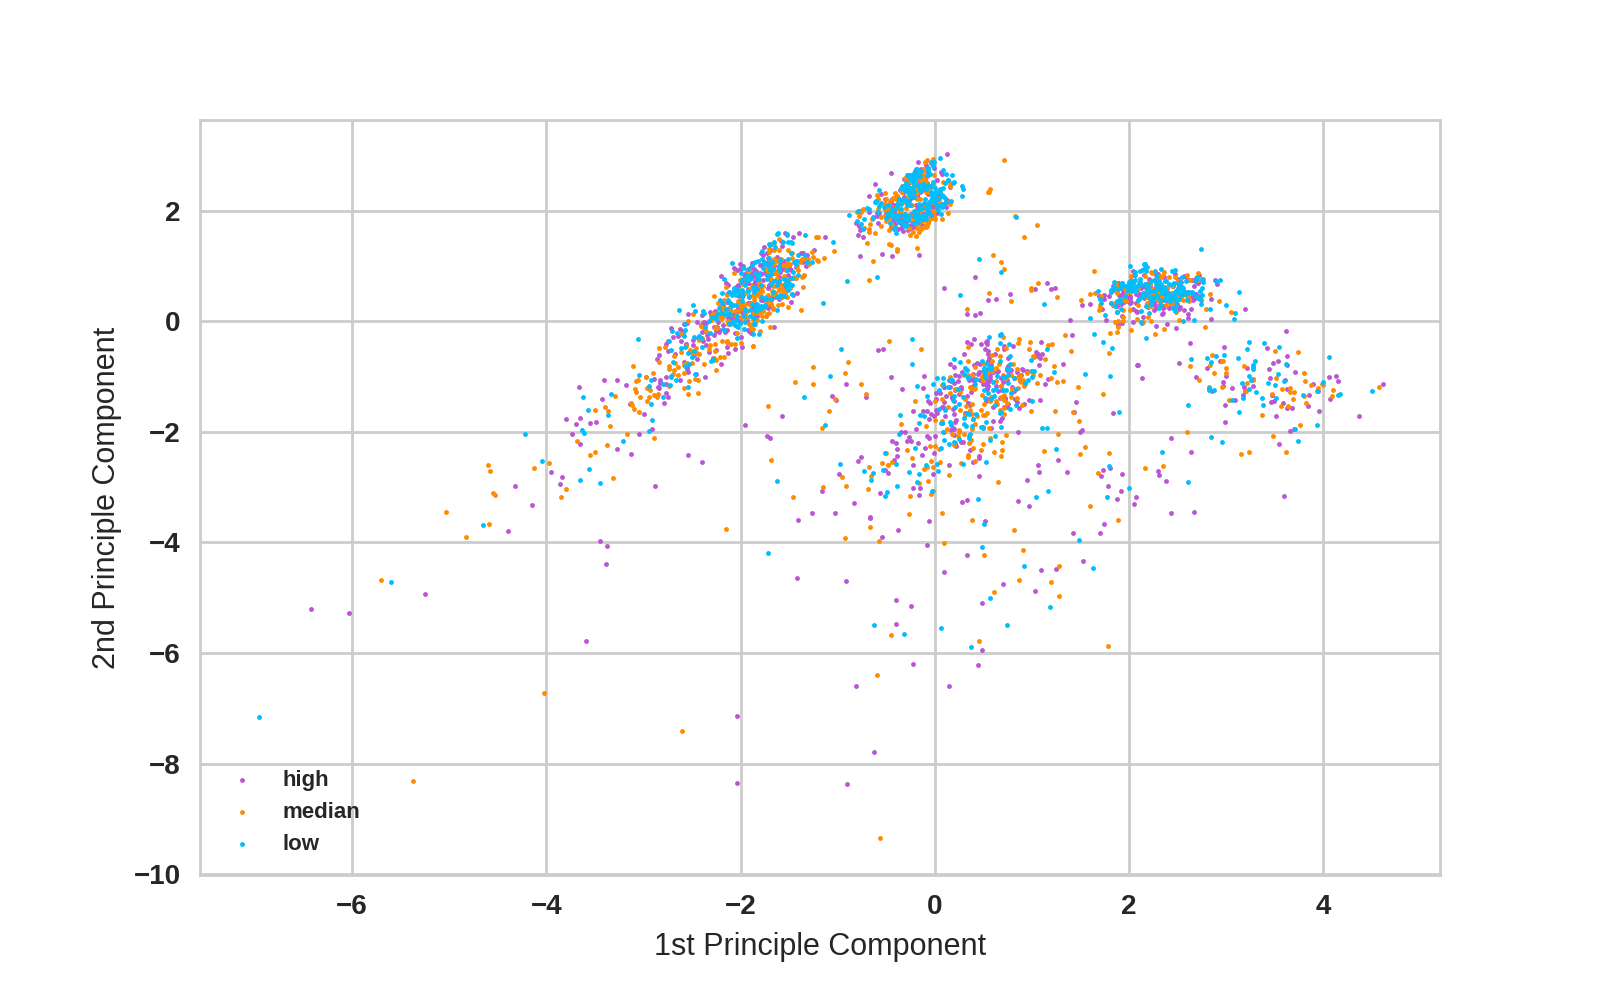 2
0
−2
−4
−6
−8
−10
2nd Principle Component
high
median
low
−6 −4 −2 0 2 4
1st Principle Component